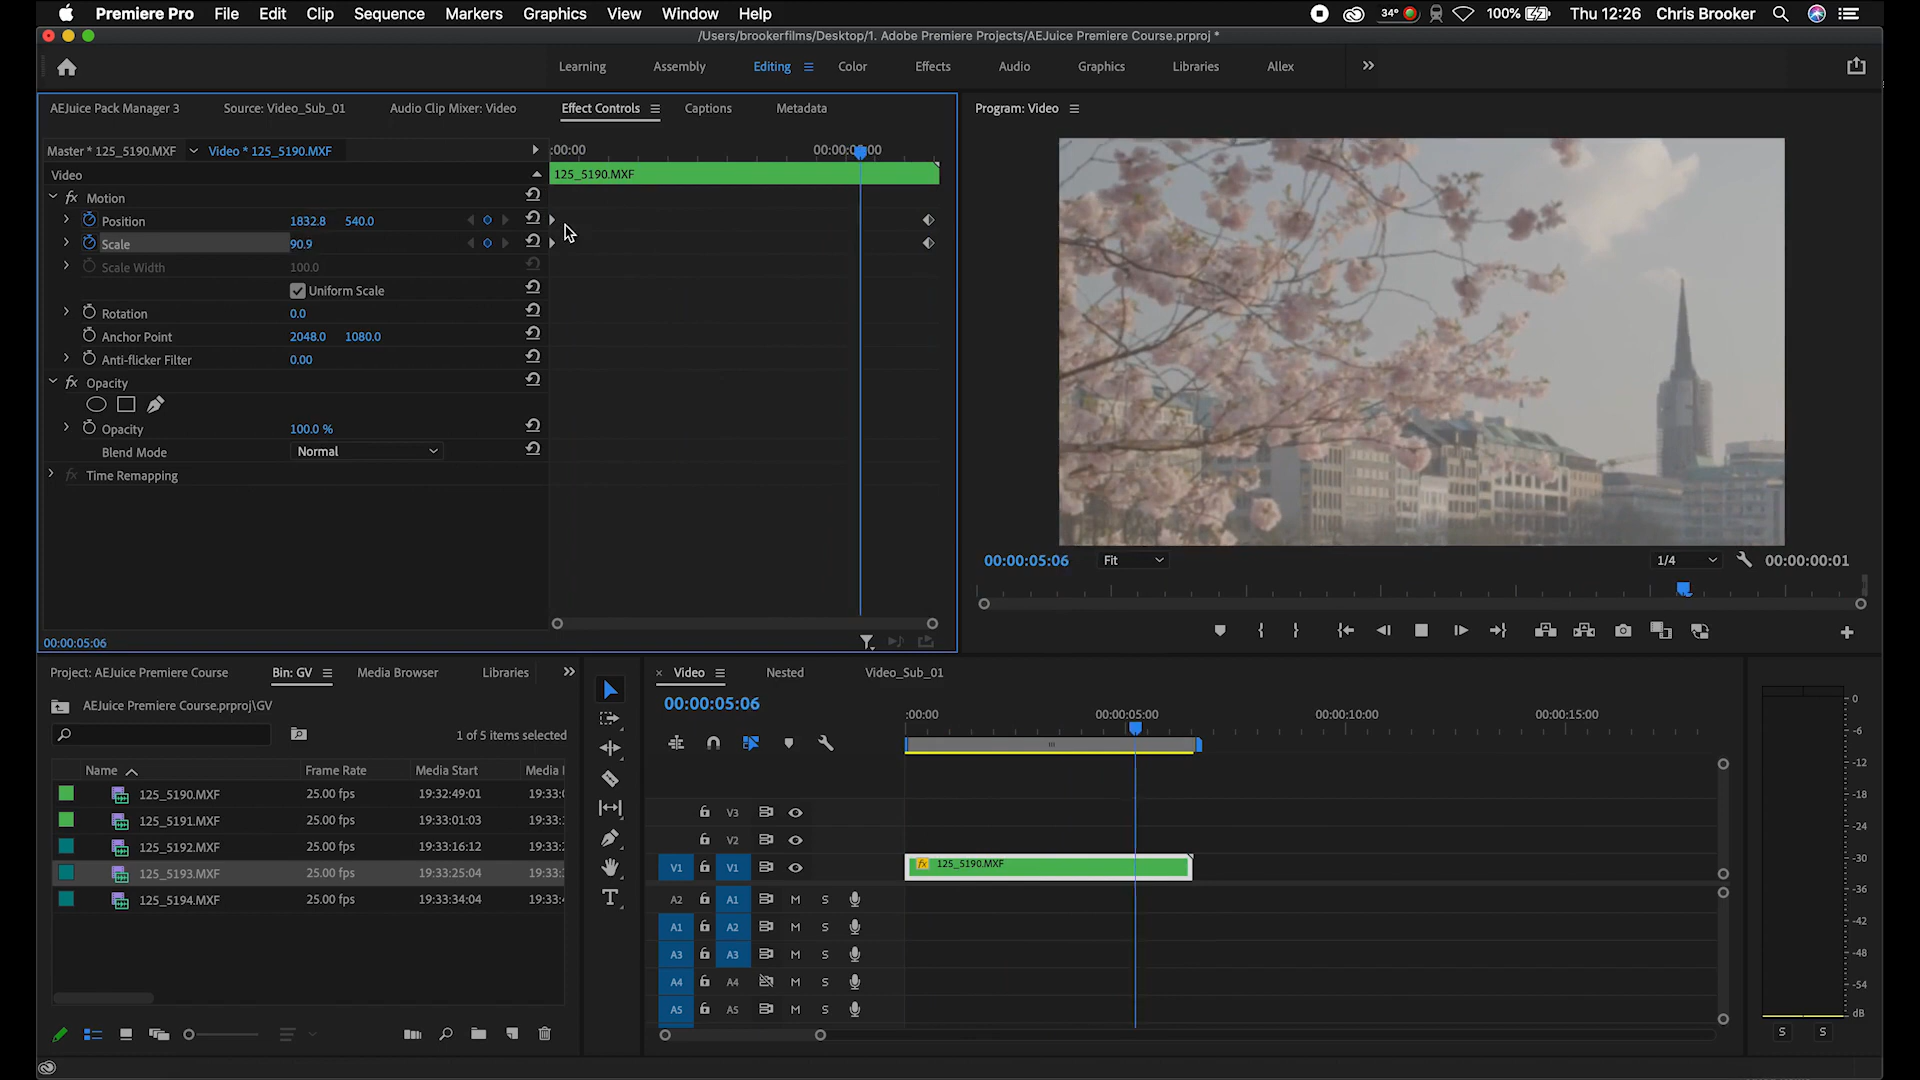 Premiere Pro File Edit Clip Sequence Markers Graphics View Window Help 34° 100% Thu 12:26 Chris Brooker
/Users/brookerfilms/Desktop/1. Adobe Premiere Projects/AEJuice Premiere Course.prproj *
Learning Assembly Editing Color Effects Audio Graphics Libraries Allex
AEJuice Pack Manager 3 Source: Video_Sub_01 Audio Clip Mixer: Video Effect Controls Captions Metadata
Program: Video
Master * 125_5190.MXF Video * 125_5190.MXF :00:00
Video 125_5190.MXF
fx Motion
Position 1832.8 540.0
Scale 90.9
Scale Width 100.0
Uniform Scale
Rotation 0.0
Anchor Point 2048.0 1080.0
Anti-flicker Filter 0.00
fx Opacity
Opacity 100.0 %
Blend Mode Normal
fx Time Remapping
00:00:05:06
00:00:05:06 Fit 1/4 00:00:00:01
Project: AEJuice Premiere Course Bin: GV Media Browser Libraries
AEJuice Premiere Course.prproj\GV
1 of 5 items selected
Name Frame Rate Media Start Media
125_5190.MXF 25.00 fps 19:32:49:01 19:33:
125_5191.MXF 25.00 fps 19:33:01:03 19:33:
125_5192.MXF 25.00 fps 19:33:16:12 19:33:
125_5193.MXF 25.00 fps 19:33:25:04 19:33:
125_5194.MXF 25.00 fps 19:33:34:04 19:33:
× Video Nested Video_Sub_01
00:00:05:06
:00:00 00:00:05:00 00:00:10:00 00:00:15:00
V3
V2
V1 V1 fx 125_5190.MXF
A2 A1 M S
A1 A2 M S
A3 A3 M S
A4 A4 M S
A5 A5 M S
0
-6
-12
-18
-24
-30
-36
-42
-48
-54
dB
S S